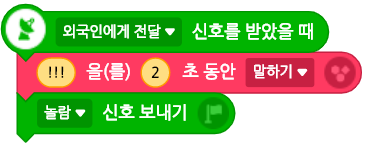 외국인에게 전달 ▼ 신호를 받았을 때
!!! 을(를) 2 초 동안 말하기 ▼
놀람 ▼ 신호 보내기